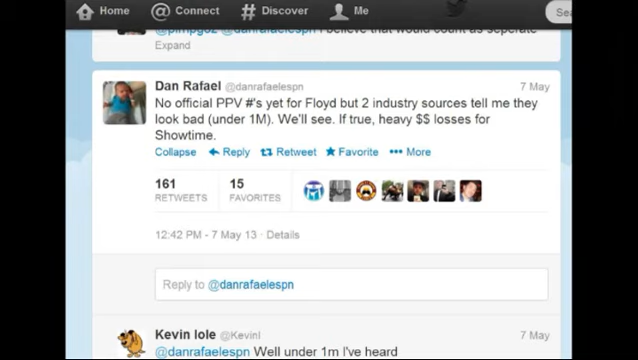 Home @ Connect # Discover Me
@pimpg62 @danrafaelespn I believe that would count as seperate
Expand
Dan Rafael @danrafaelespn 7 May
No official PPV #'s yet for Floyd but 2 industry sources tell me they
look bad (under 1M). We'll see. If true, heavy $$ losses for
Showtime.
Collapse Reply Retweet Favorite More
161 15
RETWEETS FAVORITES
12:42 PM - 7 May 13 · Details
Reply to @danrafaelespn
Kevin Iole @KevinI 7 May
@danrafaelespn Well under 1m I've heard